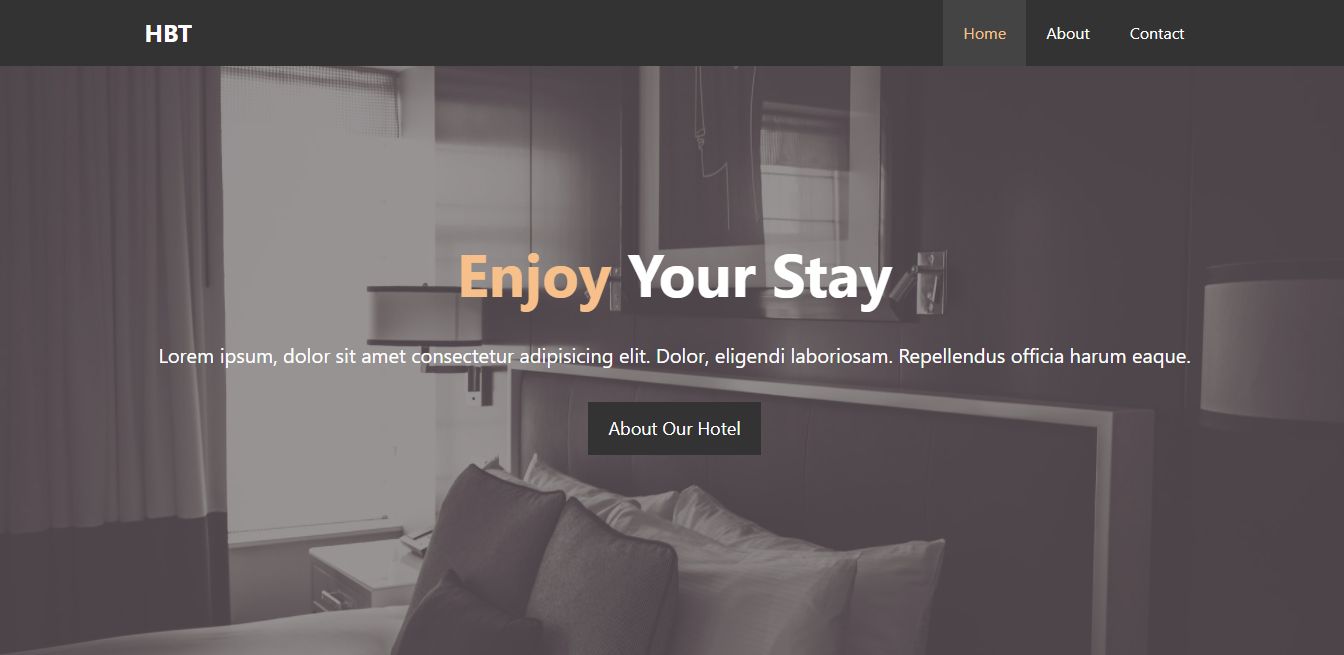 HBT
Home
About
Contact
Enjoy Your Stay
Lorem ipsum, dolor sit amet consectetur adipisicing elit. Dolor, eligendi laboriosam. Repellendus officia harum eaque.
About Our Hotel